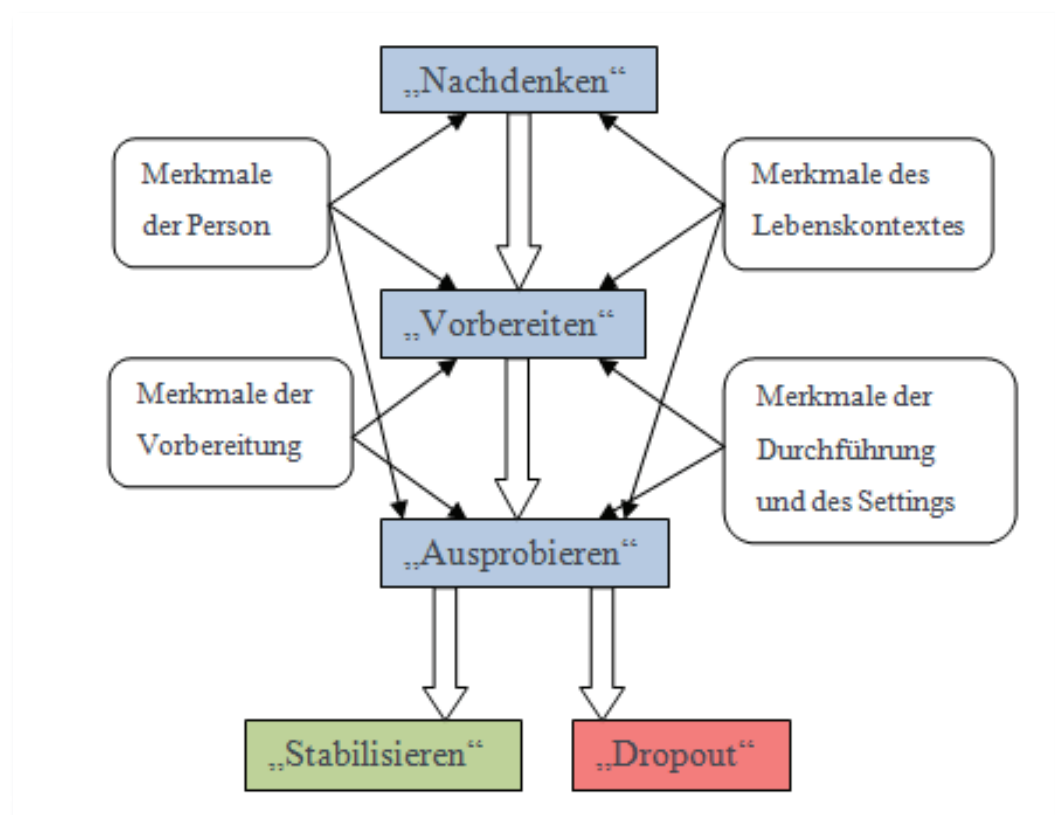 „Nachdenken“
Merkmale
der Person
Merkmale des
Lebenskontextes
„Vorbereiten“
Merkmale der
Vorbereitung
Merkmale der
Durchführung
und des Settings
„Ausprobieren“
„Stabilisieren“
„Dropout“